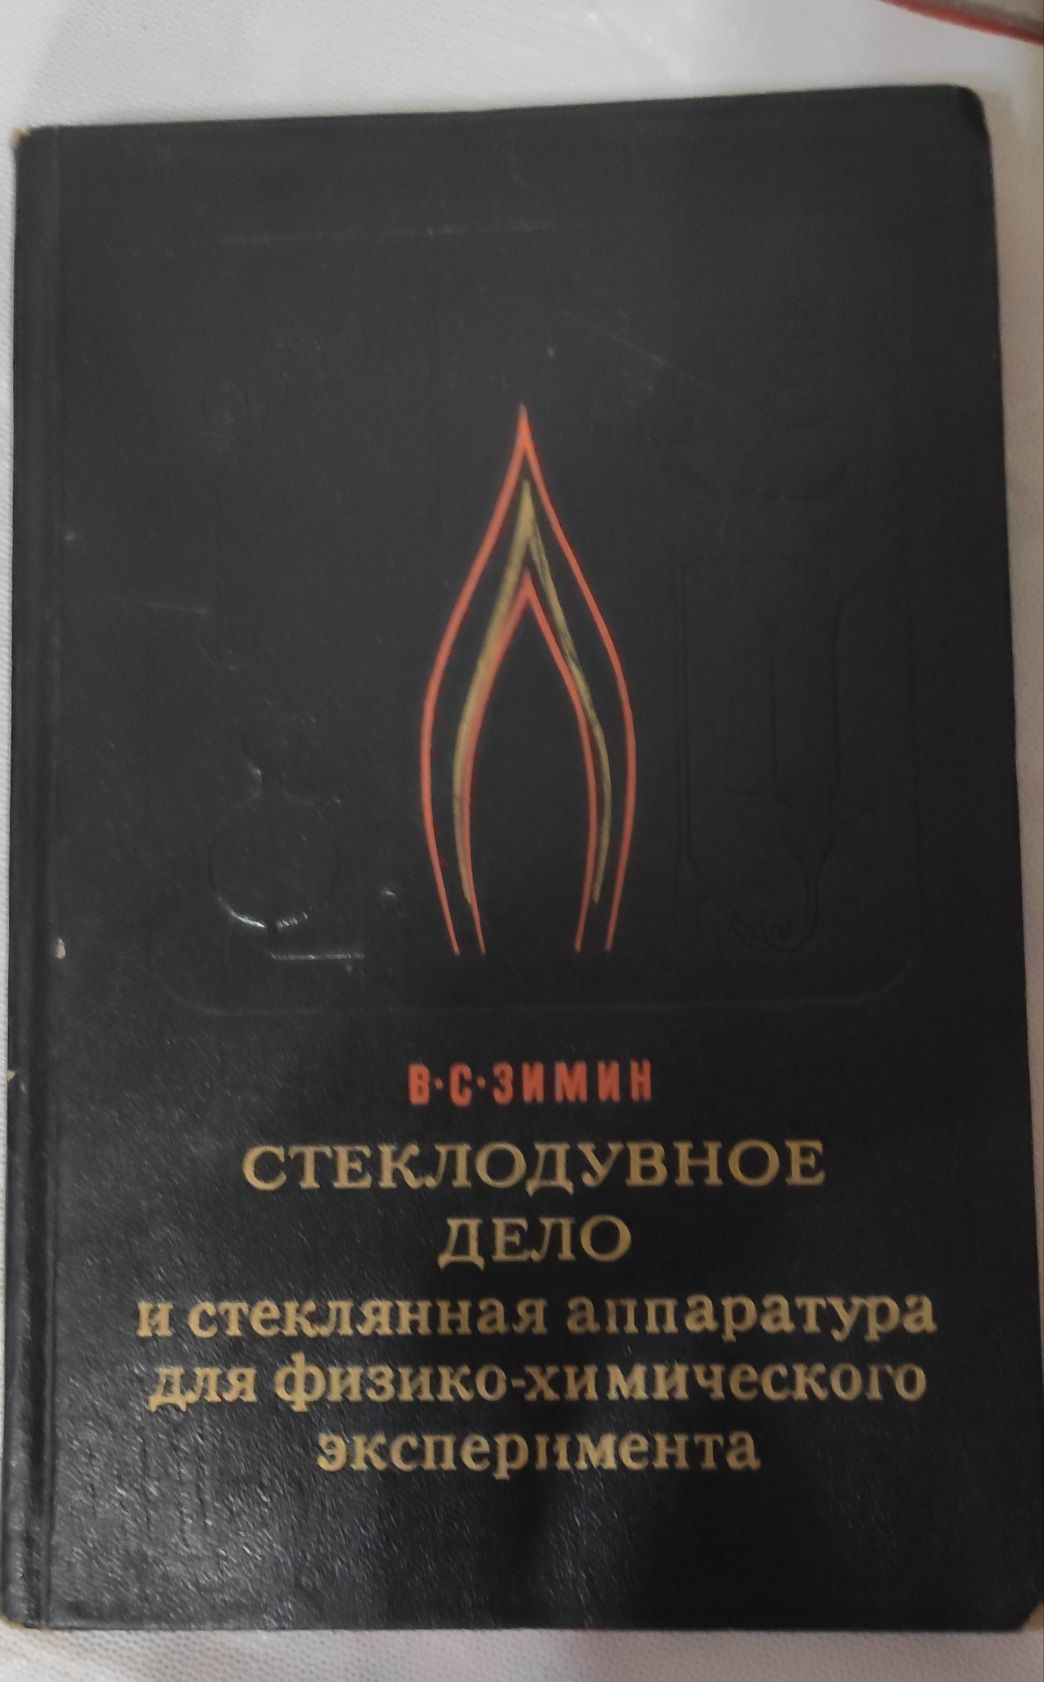 В·С·ЗИМИН
СТЕКЛОДУВНОЕ
ДЕЛО
и стеклянная аппаратура
для физико-химического
эксперимента